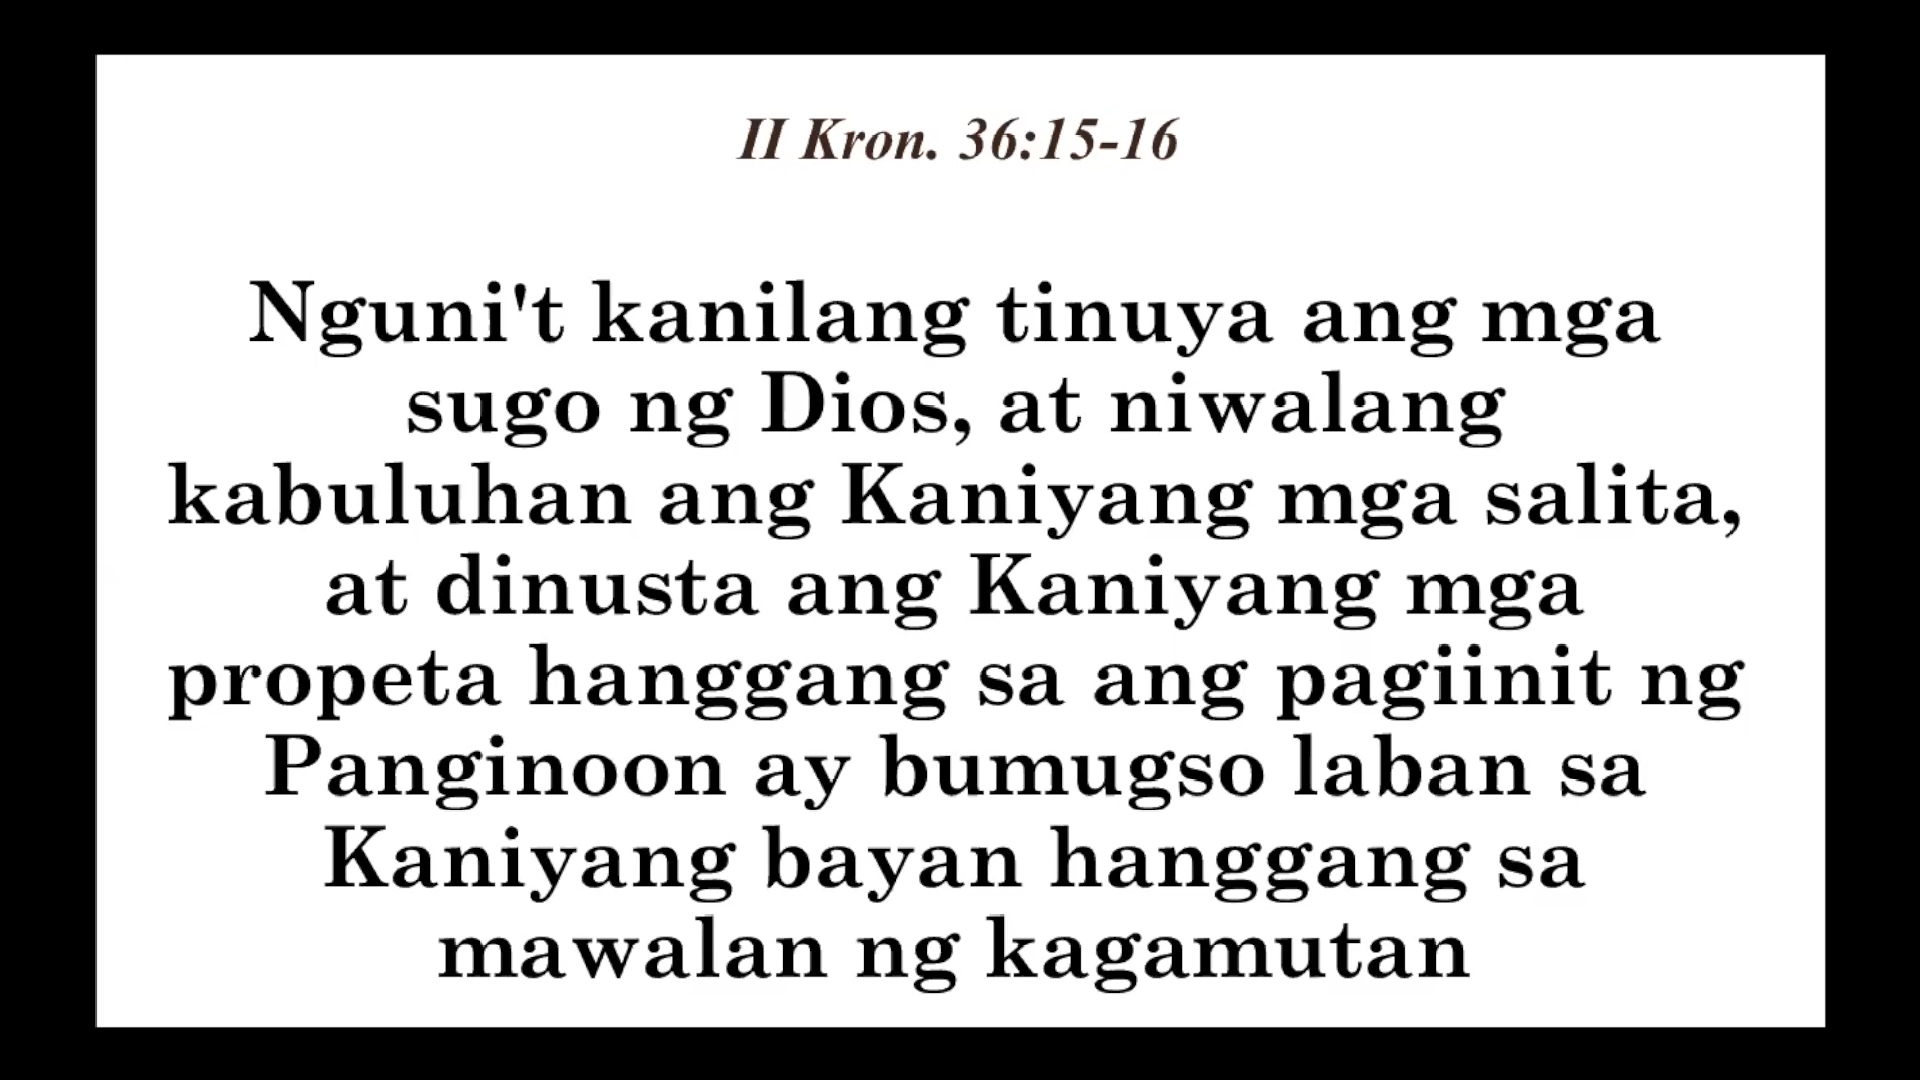 II Kron. 36:15-16
Nguni't kanilang tinuya ang mga
sugo ng Dios, at niwalang
kabuluhan ang Kaniyang mga salita,
at dinusta ang Kaniyang mga
propeta hanggang sa ang pagiinit ng
Panginoon ay bumugso laban sa
Kaniyang bayan hanggang sa
mawalan ng kagamutan